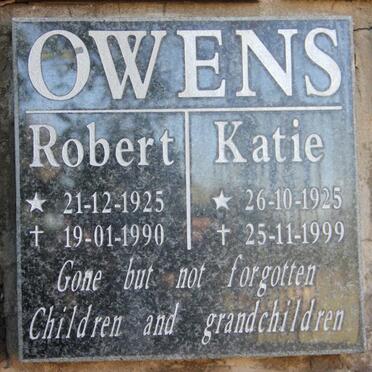 OWENS
Robert Katie
★ 21-12-1925 ★ 26-10-1925
† 19-01-1990 † 25-11-1999
Gone but not forgotten
Children and grandchildren